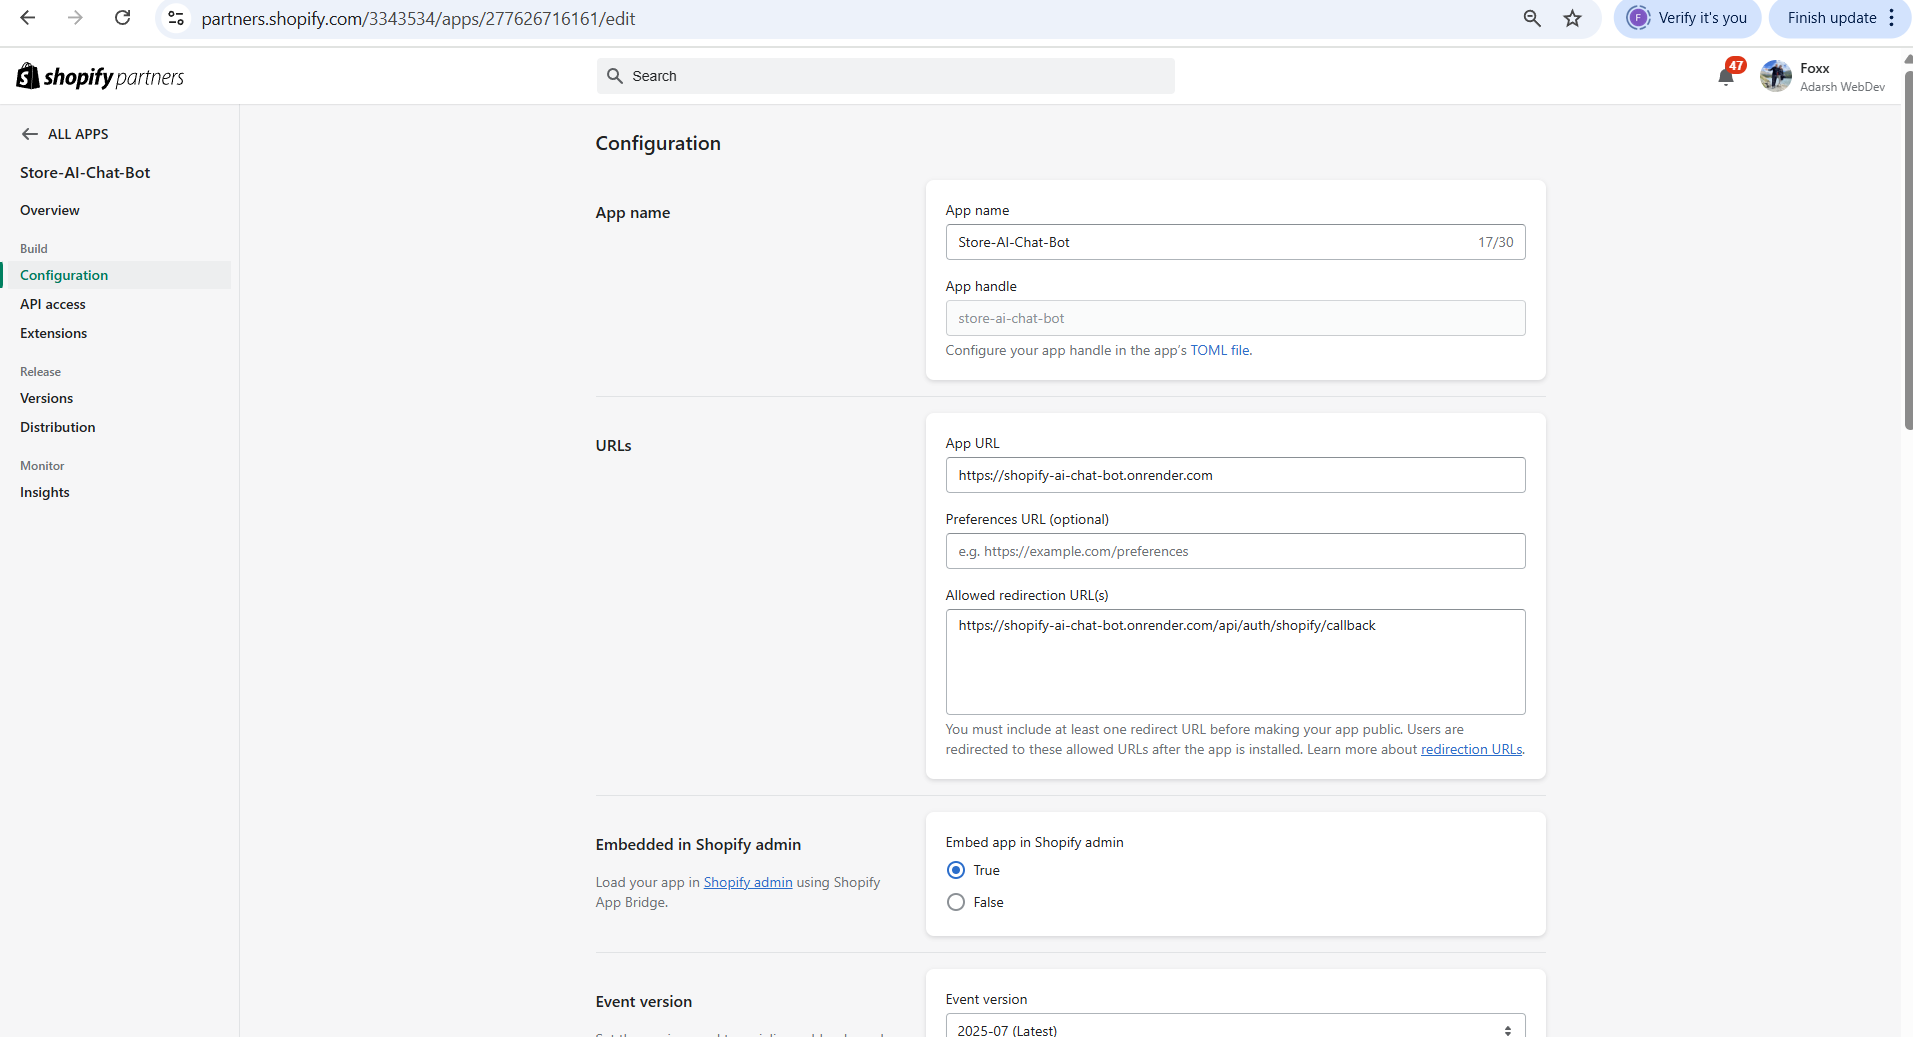 partners.shopify.com/3343534/apps/277626716161/edit
F
Verify it's you
Finish update
shopify partners
Search
47
Foxx
Adarsh WebDev
ALL APPS
Store-AI-Chat-Bot
Overview
Build
Configuration
API access
Extensions
Release
Versions
Distribution
Monitor
Insights
Configuration
App name
App name
Store-AI-Chat-Bot
17/30
App handle
store-ai-chat-bot
Configure your app handle in the app's TOML file.
URLs
App URL
https://shopify-ai-chat-bot.onrender.com
Preferences URL (optional)
e.g. https://example.com/preferences
Allowed redirection URL(s)
https://shopify-ai-chat-bot.onrender.com/api/auth/shopify/callback
You must include at least one redirect URL before making your app public. Users are
redirected to these allowed URLs after the app is installed. Learn more about redirection URLs.
Embedded in Shopify admin
Load your app in Shopify admin using Shopify
App Bridge.
Embed app in Shopify admin
True
False
Event version
Event version
2025-07 (Latest)